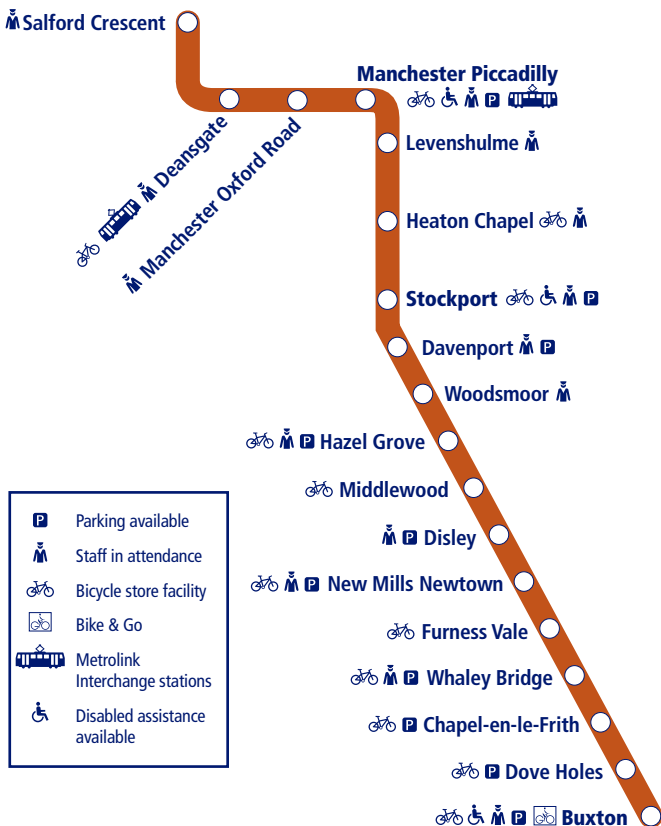 Salford Crescent
Manchester Piccadilly
P
Deansgate
Manchester Oxford Road
Levenshulme
Heaton Chapel
Stockport P
Davenport P
Woodsmoor
P Hazel Grove
Middlewood
P Disley
P New Mills Newtown
Furness Vale
P Whaley Bridge
P Chapel-en-le-Frith
P Dove Holes
P Buxton
P Parking available
Staff in attendance
Bicycle store facility
Bike & Go
Metrolink
Interchange stations
Disabled assistance
available